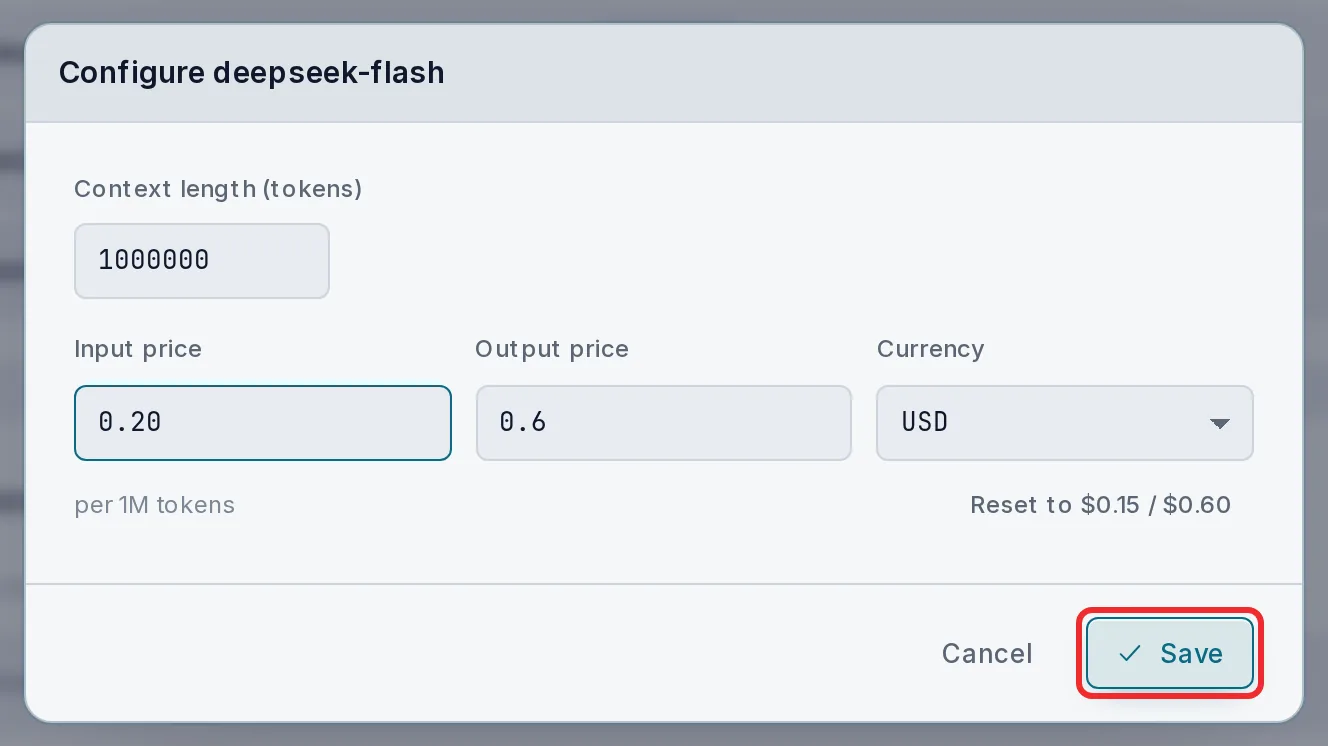 Configure deepseek-flash
Context length (tokens)
1000000
Input price
Output price
Currency
0.20
0.6
USD
per 1M tokens
Reset to $0.15 / $0.60
Cancel
Save